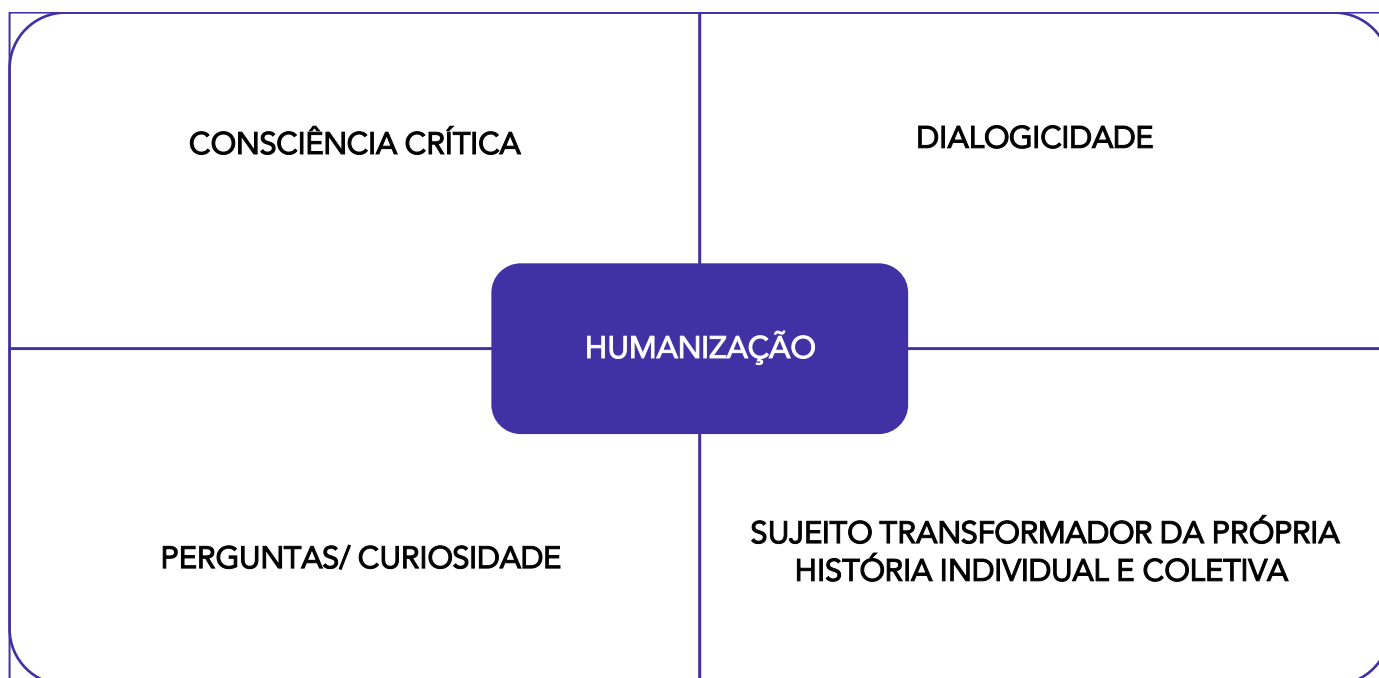 CONSCIÊNCIA CRÍTICA
DIALOGICIDADE
HUMANIZAÇÃO
PERGUNTAS/ CURIOSIDADE
SUJEITO TRANSFORMADOR DA PRÓPRIA
HISTÓRIA INDIVIDUAL E COLETIVA